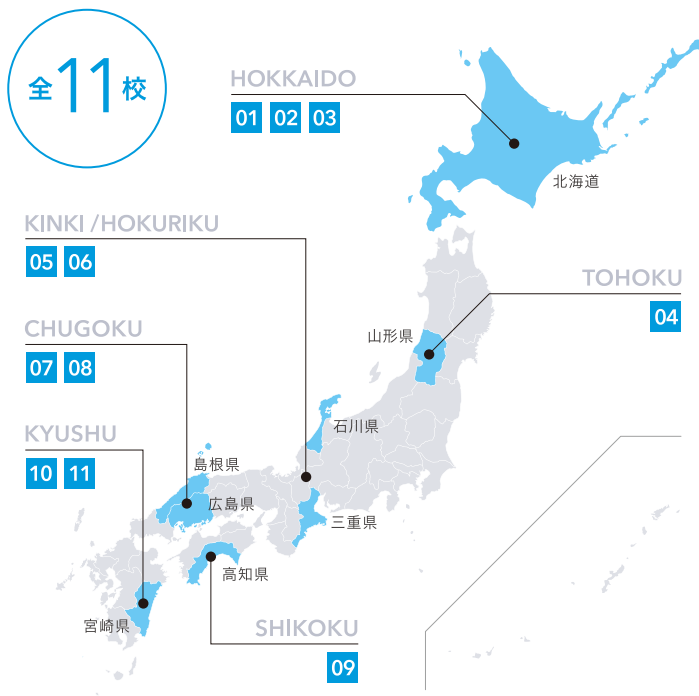 全11校
HOKKAIDO
01 02 03
北海道
KINKI /HOKURIKU
05 06
TOHOKU
04
山形県
CHUGOKU
07 08
石川県
KYUSHU
10 11
島根県
広島県
三重県
高知県
宮崎県
SHIKOKU
09